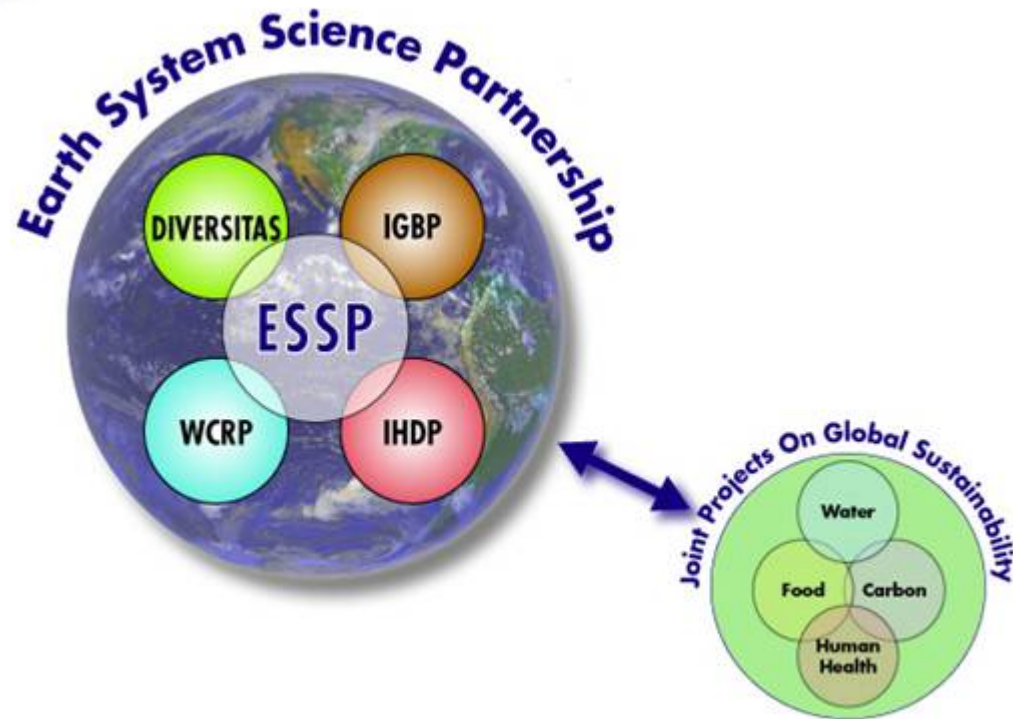 Earth System Science Partnership
DIVERSITAS
IGBP
ESSP
WCRP
IHDP
Joint Projects On Global Sustainability
Water
Food
Carbon
Human
Health